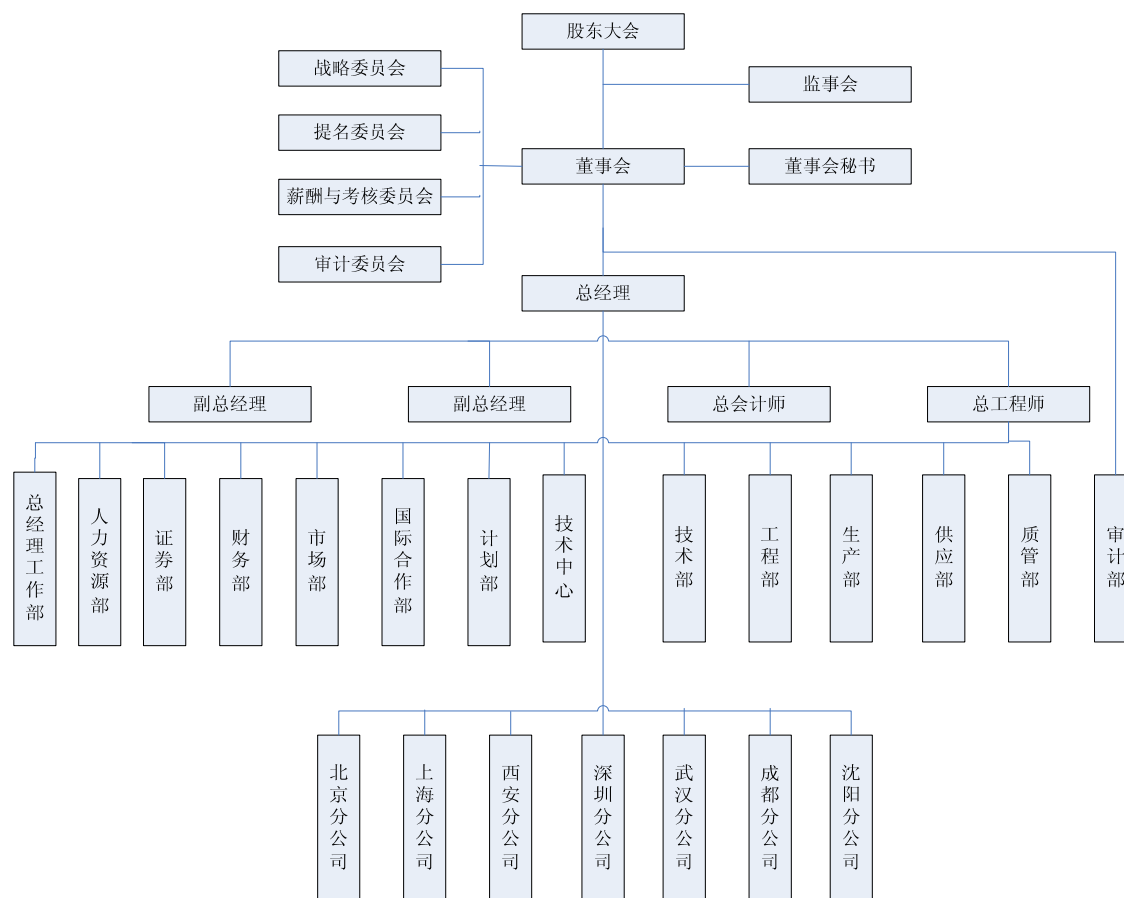 股东大会
战略委员会
监事会
提名委员会
董事会
董事会秘书
薪酬与考核委员会
审计委员会
总经理
副总经理
副总经理
总会计师
总工程师
总经理工作部
人力资源部
证券部
财务部
市场部
国际合作部
计划部
技术中心
技术部
工程部
生产部
供应部
质管部
审计部
北京分公司
上海分公司
西安分公司
深圳分公司
武汉分公司
成都分公司
沈阳分公司